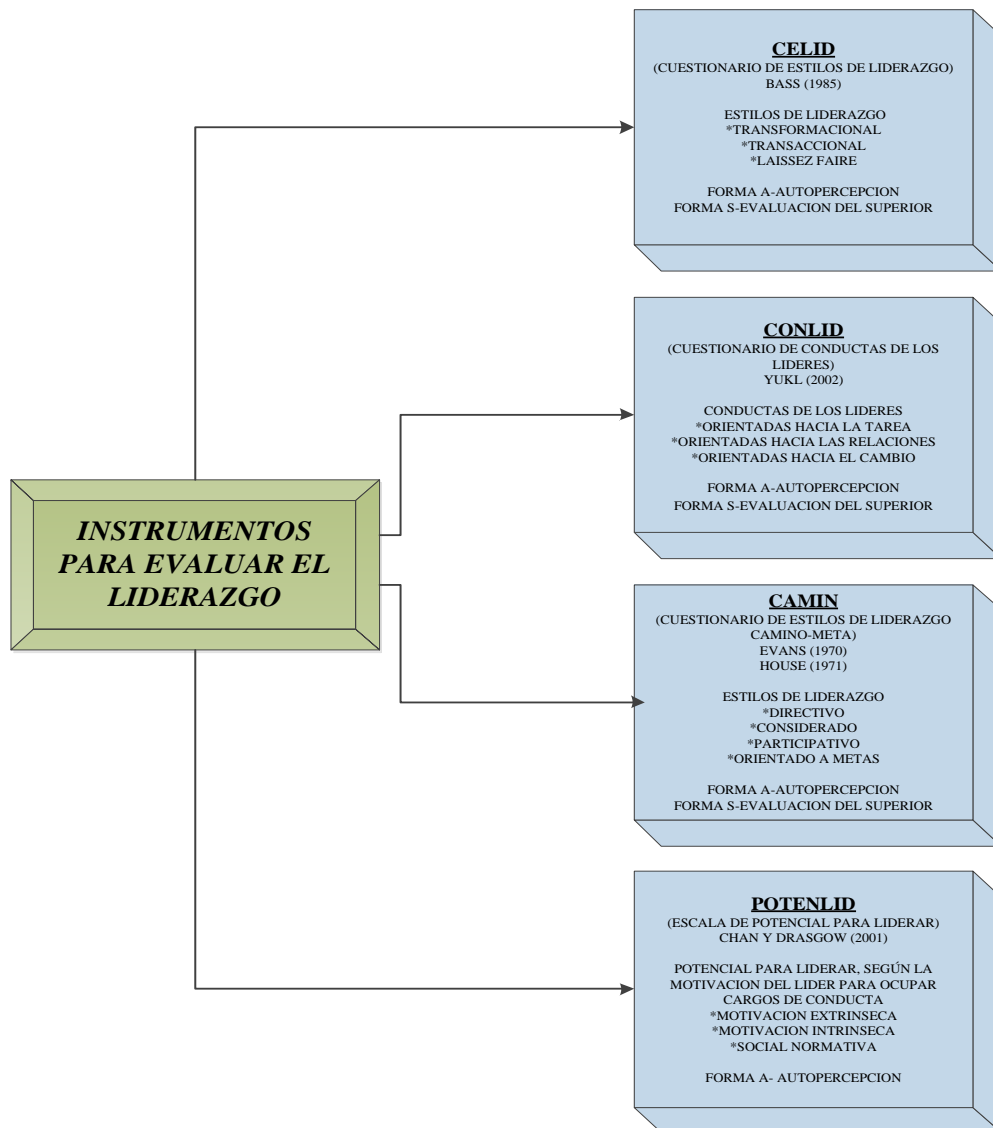 CELID
(CUESTIONARIO DE ESTILOS DE LIDERAZGO)
BASS (1985)
ESTILOS DE LIDERAZGO
*TRANSFORMACIONAL
*TRANSACCIONAL
*LAISSEZ FAIRE
FORMA A-AUTOPERCEPCION
FORMA S-EVALUACION DEL SUPERIOR
CONLID
(CUESTIONARIO DE CONDUCTAS DE LOS
LIDERES)
YUKL (2002)
CONDUCTAS DE LOS LIDERES
*ORIENTADAS HACIA LA TAREA
*ORIENTADAS HACIA LAS RELACIONES
*ORIENTADAS HACIA EL CAMBIO
FORMA A-AUTOPERCEPCION
FORMA S-EVALUACION DEL SUPERIOR
INSTRUMENTOS
PARA EVALUAR EL
LIDERAZGO
CAMIN
(CUESTIONARIO DE ESTILOS DE LIDERAZGO
CAMINO-META)
EVANS (1970)
HOUSE (1971)
ESTILOS DE LIDERAZGO
*DIRECTIVO
*CONSIDERADO
*PARTICIPATIVO
*ORIENTADO A METAS
FORMA A-AUTOPERCEPCION
FORMA S-EVALUACION DEL SUPERIOR
POTENLID
(ESCALA DE POTENCIAL PARA LIDERAR)
CHAN Y DRASGOW (2001)
POTENCIAL PARA LIDERAR, SEGÚN LA
MOTIVACION DEL LIDER PARA OCUPAR
CARGOS DE CONDUCTA
*MOTIVACION EXTRINSECA
*MOTIVACION INTRINSECA
*SOCIAL NORMATIVA
FORMA A- AUTOPERCEPCION